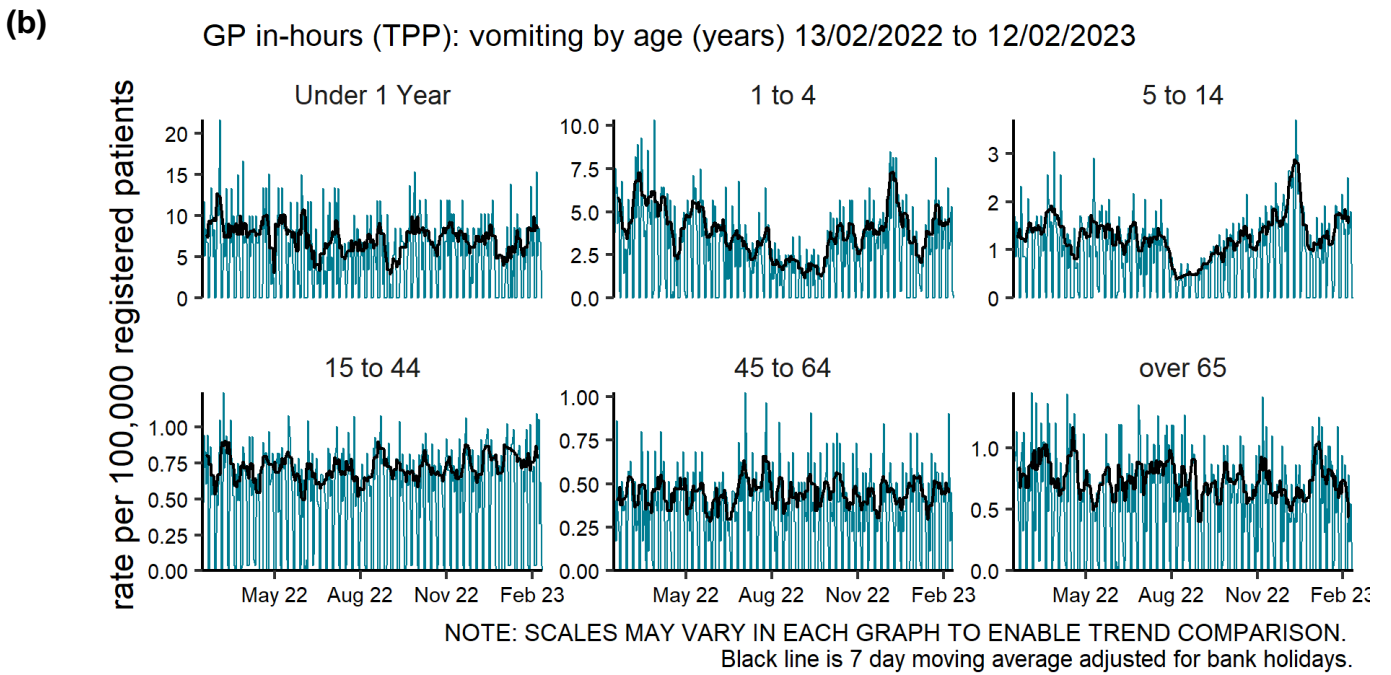 (b)
GP in-hours (TPP): vomiting by age (years) 13/02/2022 to 12/02/2023
rate per 100,000 registered patients
Under 1 Year
20
15
10
5
0
1 to 4
10.0
7.5
5.0
2.5
0.0
5 to 14
3
2
1
0
15 to 44
1.00
0.75
0.50
0.25
0.00
May 22 Aug 22 Nov 22 Feb 23
45 to 64
1.00
0.75
0.50
0.25
0.00
May 22 Aug 22 Nov 22 Feb 23
over 65
1.0
0.5
0.0
May 22 Aug 22 Nov 22 Feb 23
NOTE: SCALES MAY VARY IN EACH GRAPH TO ENABLE TREND COMPARISON.
Black line is 7 day moving average adjusted for bank holidays.